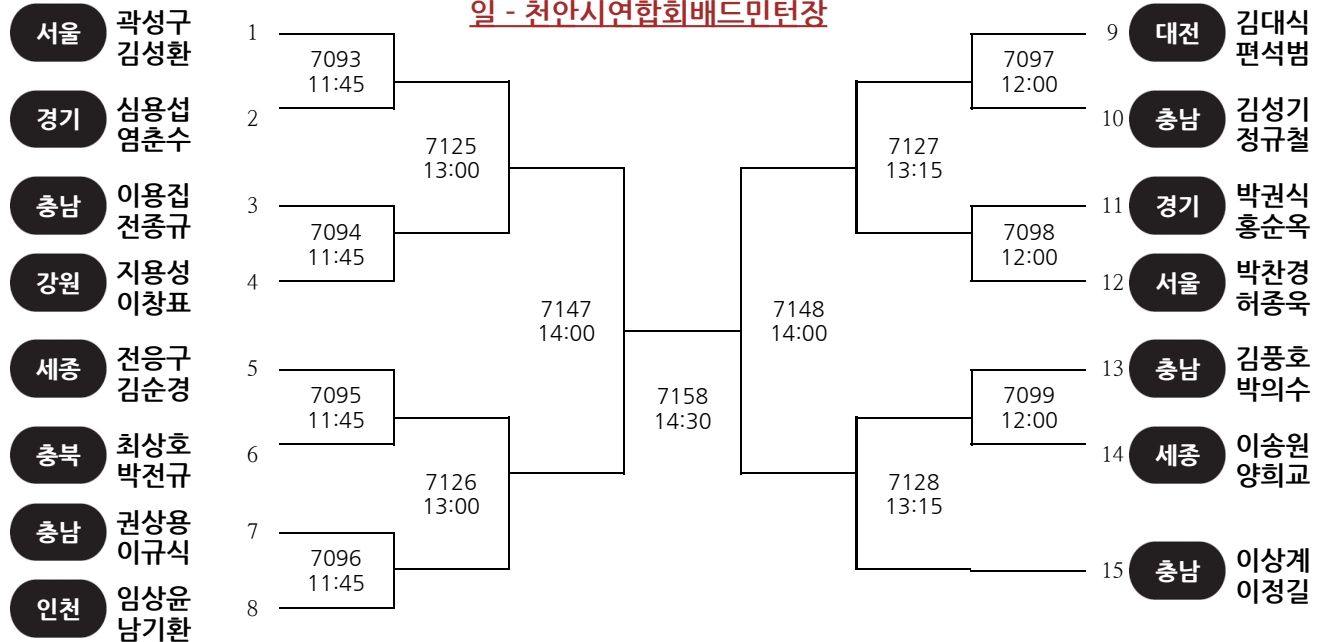 일 - 천안시연합회배드민턴장
서울
곽성구
김성환
1
7093
11:45
경기
심용섭
염춘수
2
7125
13:00
충남
이용집
전종규
3
7094
11:45
강원
지용성
이창표
4
7147
14:00
세종
전응구
김순경
5
7095
11:45
충북
최상호
박전규
6
7126
13:00
충남
권상용
이규식
7
7096
11:45
인천
임상윤
남기환
8
7158
14:30
9
대전
김대식
편석범
7097
12:00
10
충남
김성기
정규철
7127
13:15
11
경기
박권식
홍순옥
7098
12:00
12
서울
박찬경
허종욱
7148
14:00
13
충남
김풍호
박의수
7099
12:00
14
세종
이송원
양희교
7128
13:15
15
충남
이상계
이정길